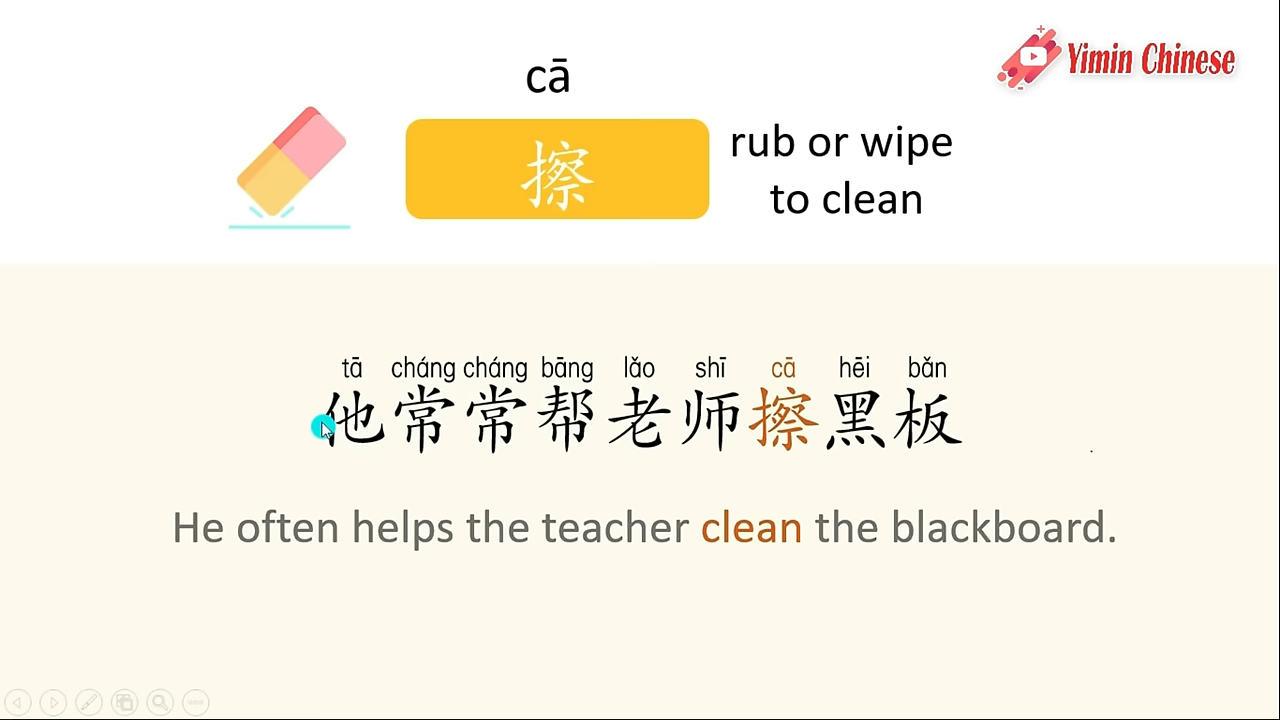 Yimin Chinese
cā
擦
rub or wipe
to clean
tā cháng cháng bāng lǎo shī cā hēi bǎn
他常常帮老师擦黑板
He often helps the teacher clean the blackboard.